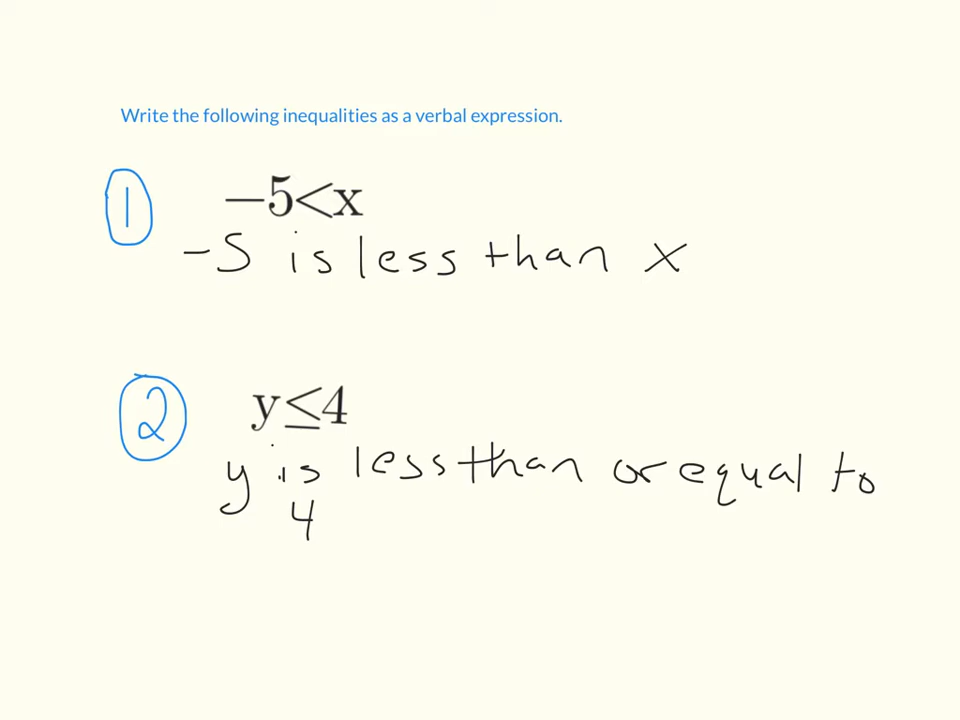 Write the following inequalities as a verbal expression.
1 −5<x
-5 is less than x
2 y≤4
y is less than or equal to
4